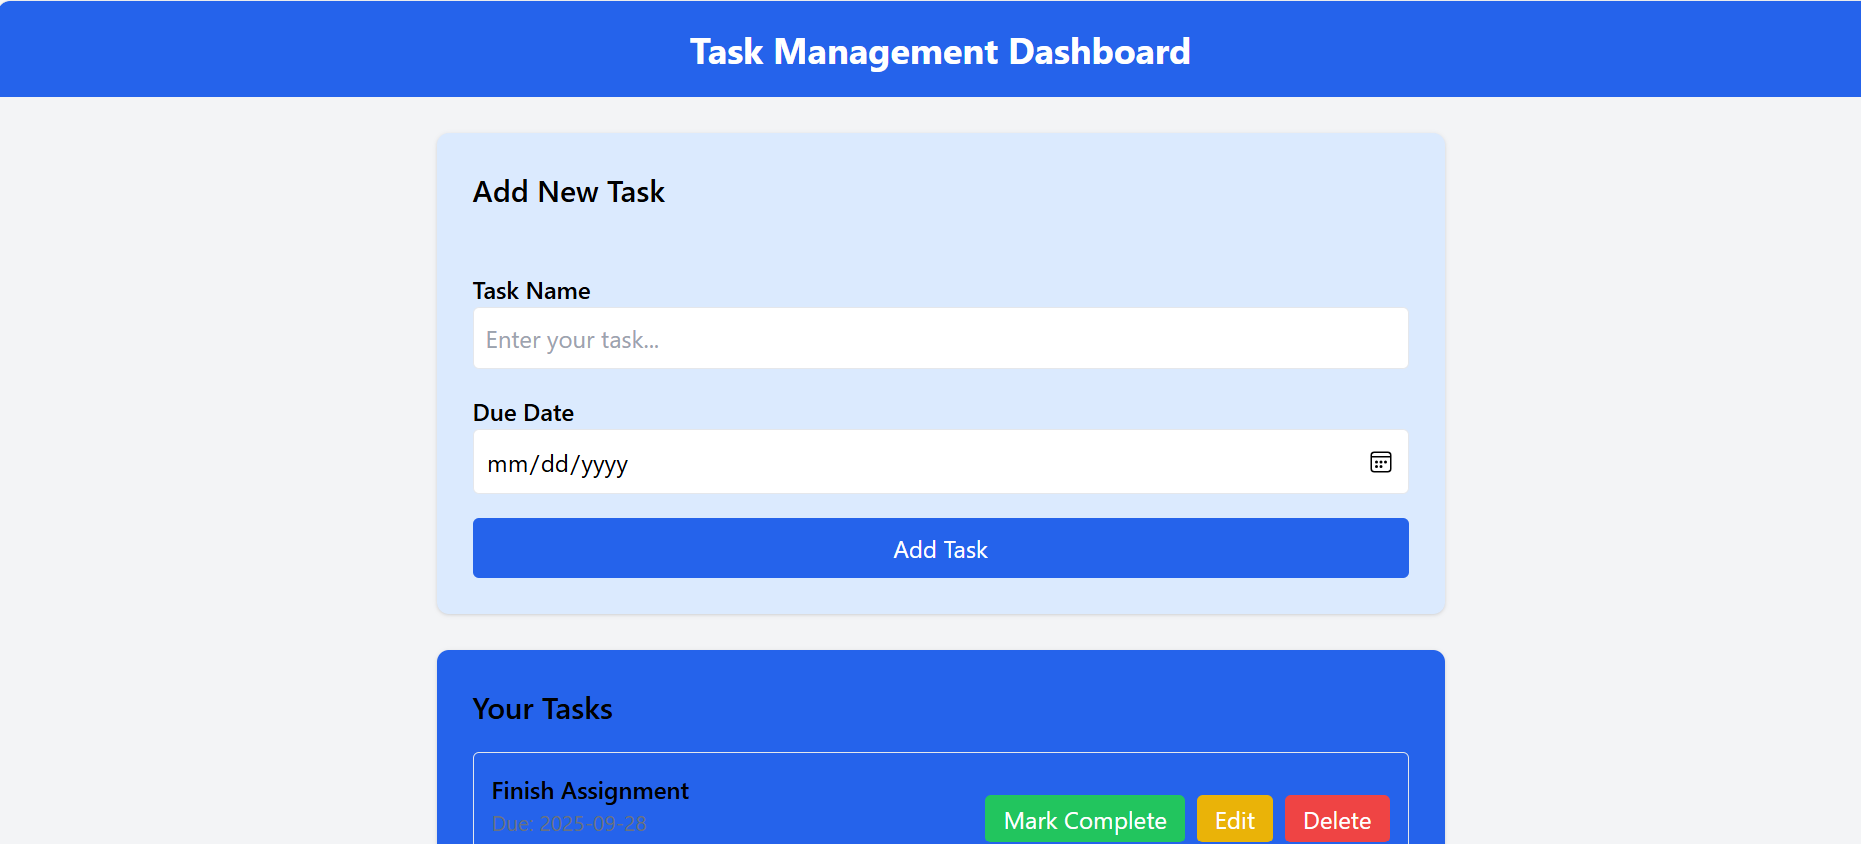 Task Management Dashboard
Add New Task
Task Name
Enter your task...
Due Date
mm/dd/yyyy
Add Task
Your Tasks
Finish Assignment
Due: 2025-09-28
Mark Complete Edit Delete